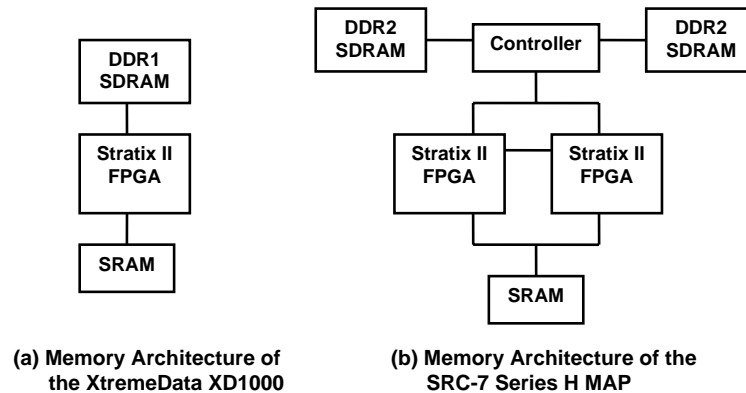 DDR1
SDRAM
Stratix II
FPGA
SRAM
(a) Memory Architecture of
the XtremeData XD1000
DDR2
SDRAM
Controller
DDR2
SDRAM
Stratix II
FPGA
Stratix II
FPGA
SRAM
(b) Memory Architecture of the
SRC-7 Series H MAP